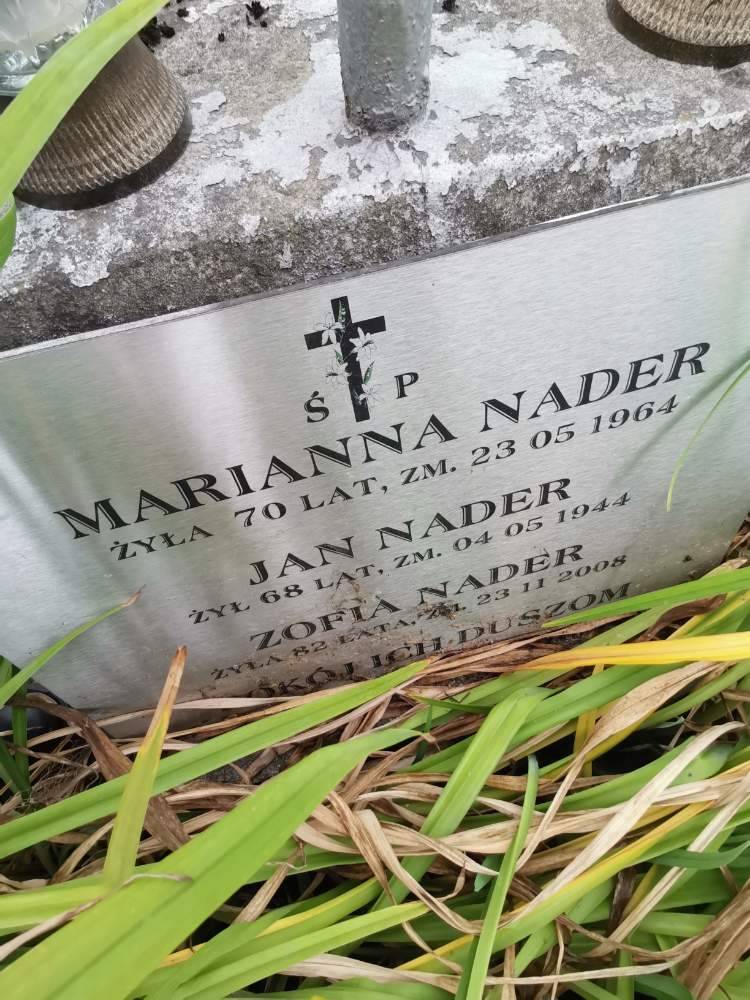 Ś P
MARIANNA NADER
ŻYŁA 70 LAT, ZM. 23 05 1964
JAN NADER
ŻYŁ 68 LAT, ZM. 04 05 1944
ZOFIA NADER
ŻYŁA 82 LATA, ZM. 23 11 2008
POKÓJ ICH DUSZOM